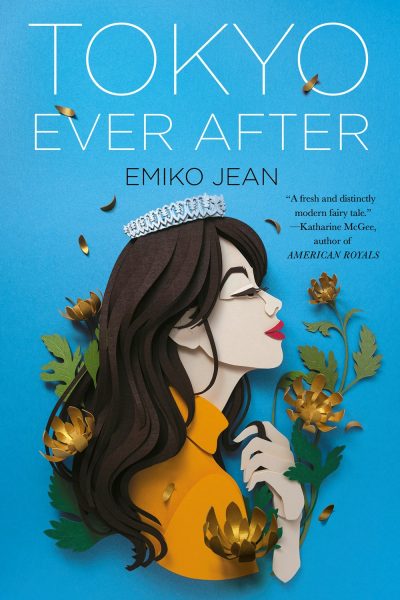 TOKYO
EVER AFTER
EMIKO JEAN
“A fresh and distinctly
modern fairy tale.”
—Katharine McGee,
author of
AMERICAN ROYALS